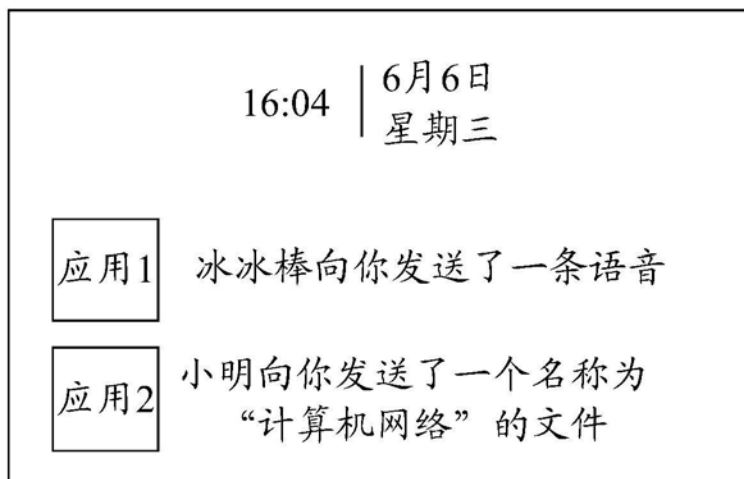 16:04
6月6日
星期三
应用1
冰冰棒向你发送了一条语音
应用2
小明向你发送了一个名称为
“计算机网络”的文件